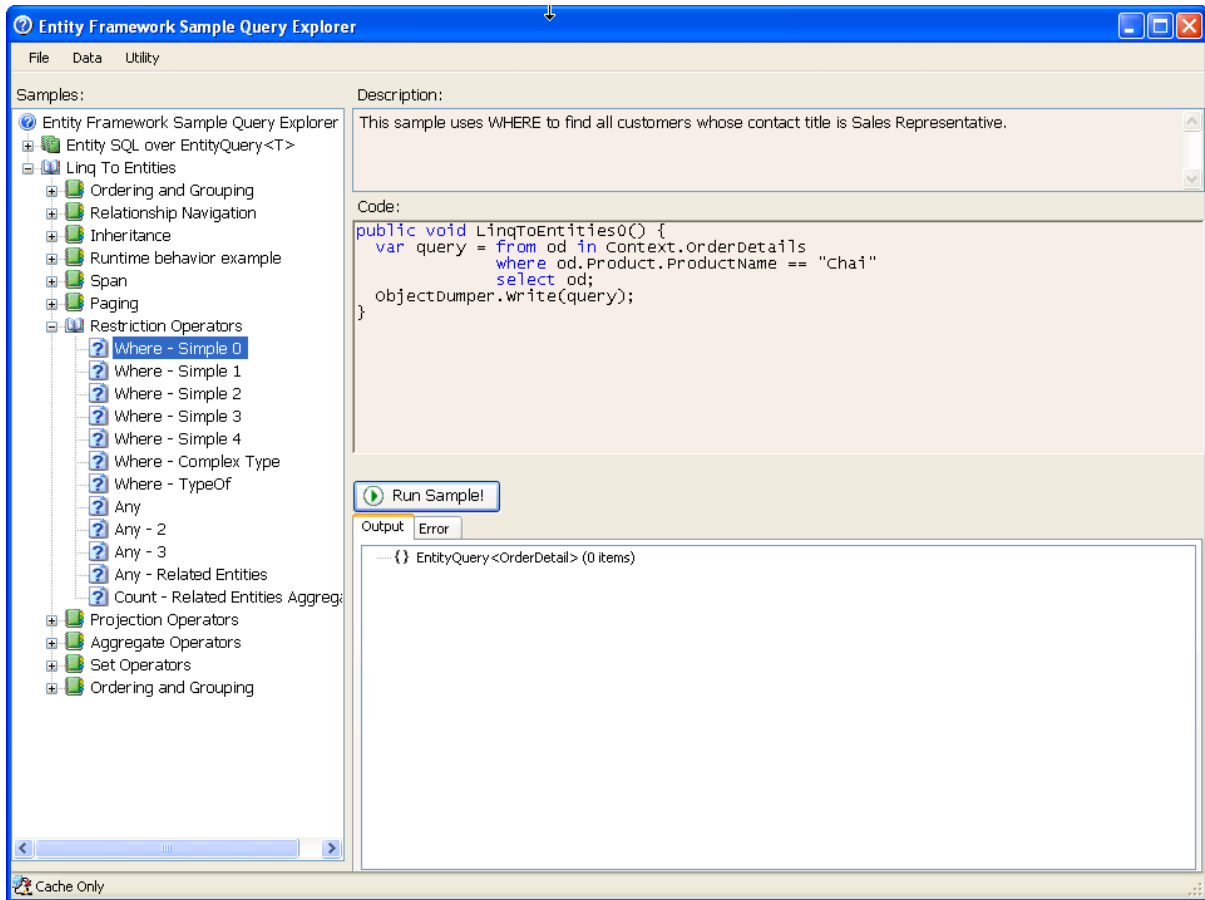 Entity Framework Sample Query Explorer
File Data Utility
Samples:
Entity Framework Sample Query Explorer
Entity SQL over EntityQuery<T>
Linq To Entities
Ordering and Grouping
Relationship Navigation
Inheritance
Runtime behavior example
Span
Paging
Restriction Operators
Where - Simple 0
Where - Simple 1
Where - Simple 2
Where - Simple 3
Where - Simple 4
Where - Complex Type
Where - TypeOf
Any
Any - 2
Any - 3
Any - Related Entities
Count - Related Entities Aggrega
Projection Operators
Aggregate Operators
Set Operators
Ordering and Grouping
Description:
This sample uses WHERE to find all customers whose contact title is Sales Representative.
Code:
public void LinqToEntities0() {
var query = from od in Context.OrderDetails
where od.Product.ProductName == "Chai"
select od;
ObjectDumper.Write(query);
}
Run Sample!
Output Error
{} EntityQuery<OrderDetail> (0 items)
Cache Only